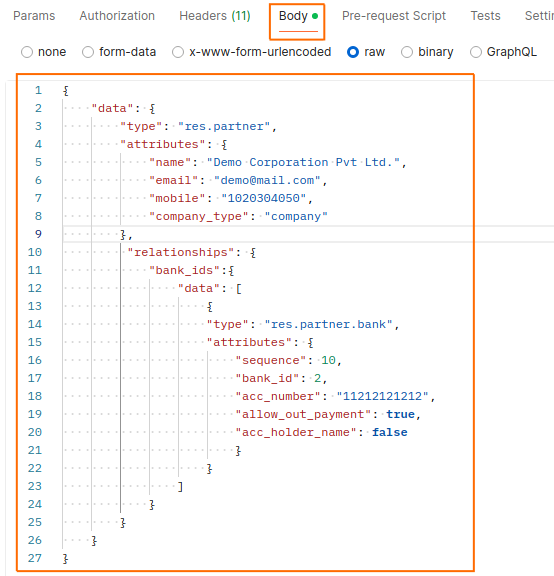 Params Authorization Headers (11) Body Pre-request Script Tests Setti
none form-data x-www-form-urlencoded raw binary GraphQL
1 {
2 "data": {
3 "type": "res.partner",
4 "attributes": {
5 "name": "Demo Corporation Pvt Ltd.",
6 "email": "demo@mail.com",
7 "mobile": "1020304050",
8 "company_type": "company"
9 },
10 "relationships": {
11 "bank_ids":{
12 "data": [
13 {
14 "type": "res.partner.bank",
15 "attributes": {
16 "sequence": 10,
17 "bank_id": 2,
18 "acc_number": "11212121212",
19 "allow_out_payment": true,
20 "acc_holder_name": false
21 }
22 }
23 ]
24 }
25 }
26 }
27 }